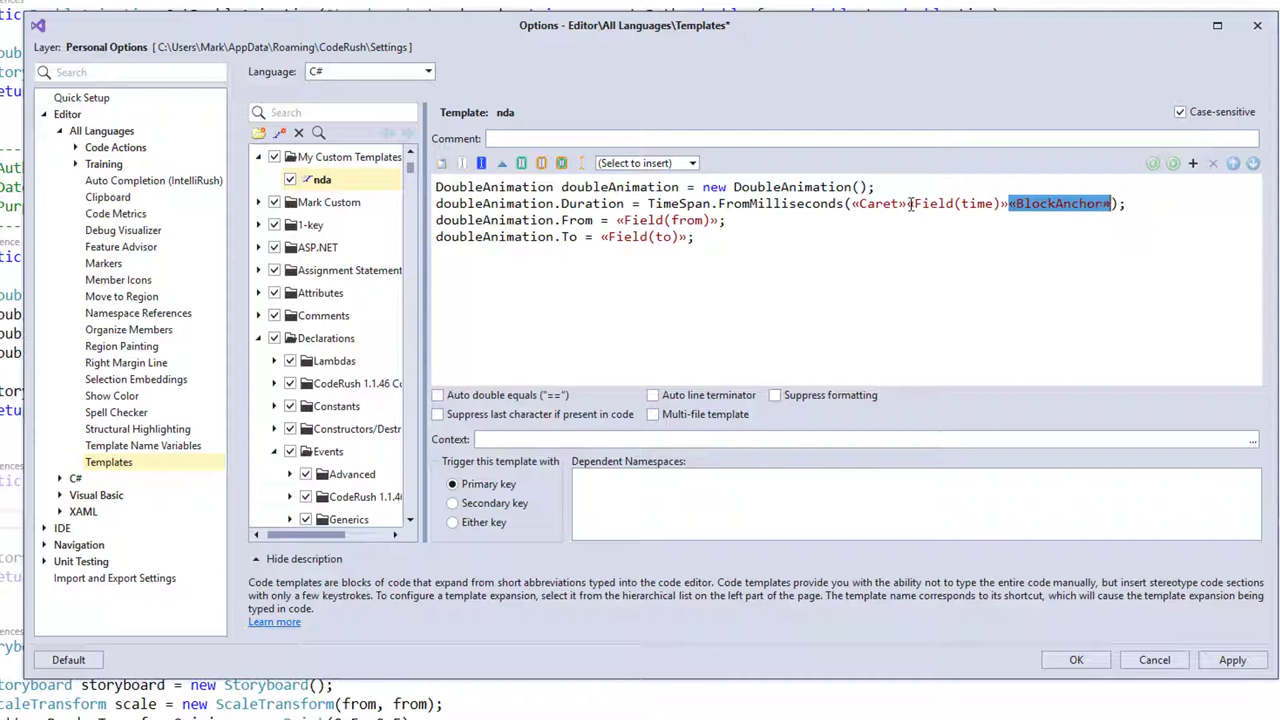 Options - Editor\All Languages\Templates*
Layer: Personal Options [ C:\Users\Mark\AppData\Roaming\CodeRush\Settings ]
Search...
Quick Setup
Editor
All Languages
Code Actions
Training
Auto Completion (IntelliRush)
Clipboard
Code Metrics
Debug Visualizer
Feature Advisor
Markers
Member Icons
Move to Region
Namespace References
Organize Members
Region Painting
Right Margin Line
Selection Embeddings
Show Color
Spell Checker
Structural Highlighting
Template Name Variables
Templates
C#
Visual Basic
XAML
IDE
Navigation
Unit Testing
Import and Export Settings
Language: C#
Search
My Custom Templates
nda
Mark Custom
1-key
ASP.NET
Assignment Statement
Attributes
Comments
Declarations
Lambdas
CodeRush 1.1.46 Co
Constants
Constructors/Destr
Events
Advanced
CodeRush 1.1.4
Generics
Template: nda
Case-sensitive
Comment:
(Select to insert)
DoubleAnimation doubleAnimation = new DoubleAnimation();
doubleAnimation.Duration = TimeSpan.FromMilliseconds(«Caret»«Field(time)»«BlockAnchor»);
doubleAnimation.From = «Field(from)»;
doubleAnimation.To = «Field(to)»;
Auto double equals ("==")
Auto line terminator
Suppress formatting
Suppress last character if present in code
Multi-file template
Context:
...
Trigger this template with
Primary key
Secondary key
Either key
Dependent Namespaces:
Hide description
Code templates are blocks of code that expand from short abbreviations typed into the code editor. Code templates provide you with the ability not to type the entire code manually, but insert stereotype code sections
with only a few keystrokes. To configure a template expansion, select it from the hierarchical list on the left part of the page. The template name corresponds to its shortcut, which will cause the template expansion being
typed in code.
Learn more
Default
OK
Cancel
Apply
toryboard storyboard = new Storyboard();
caleTransform scale = new ScaleTransform(from, from);